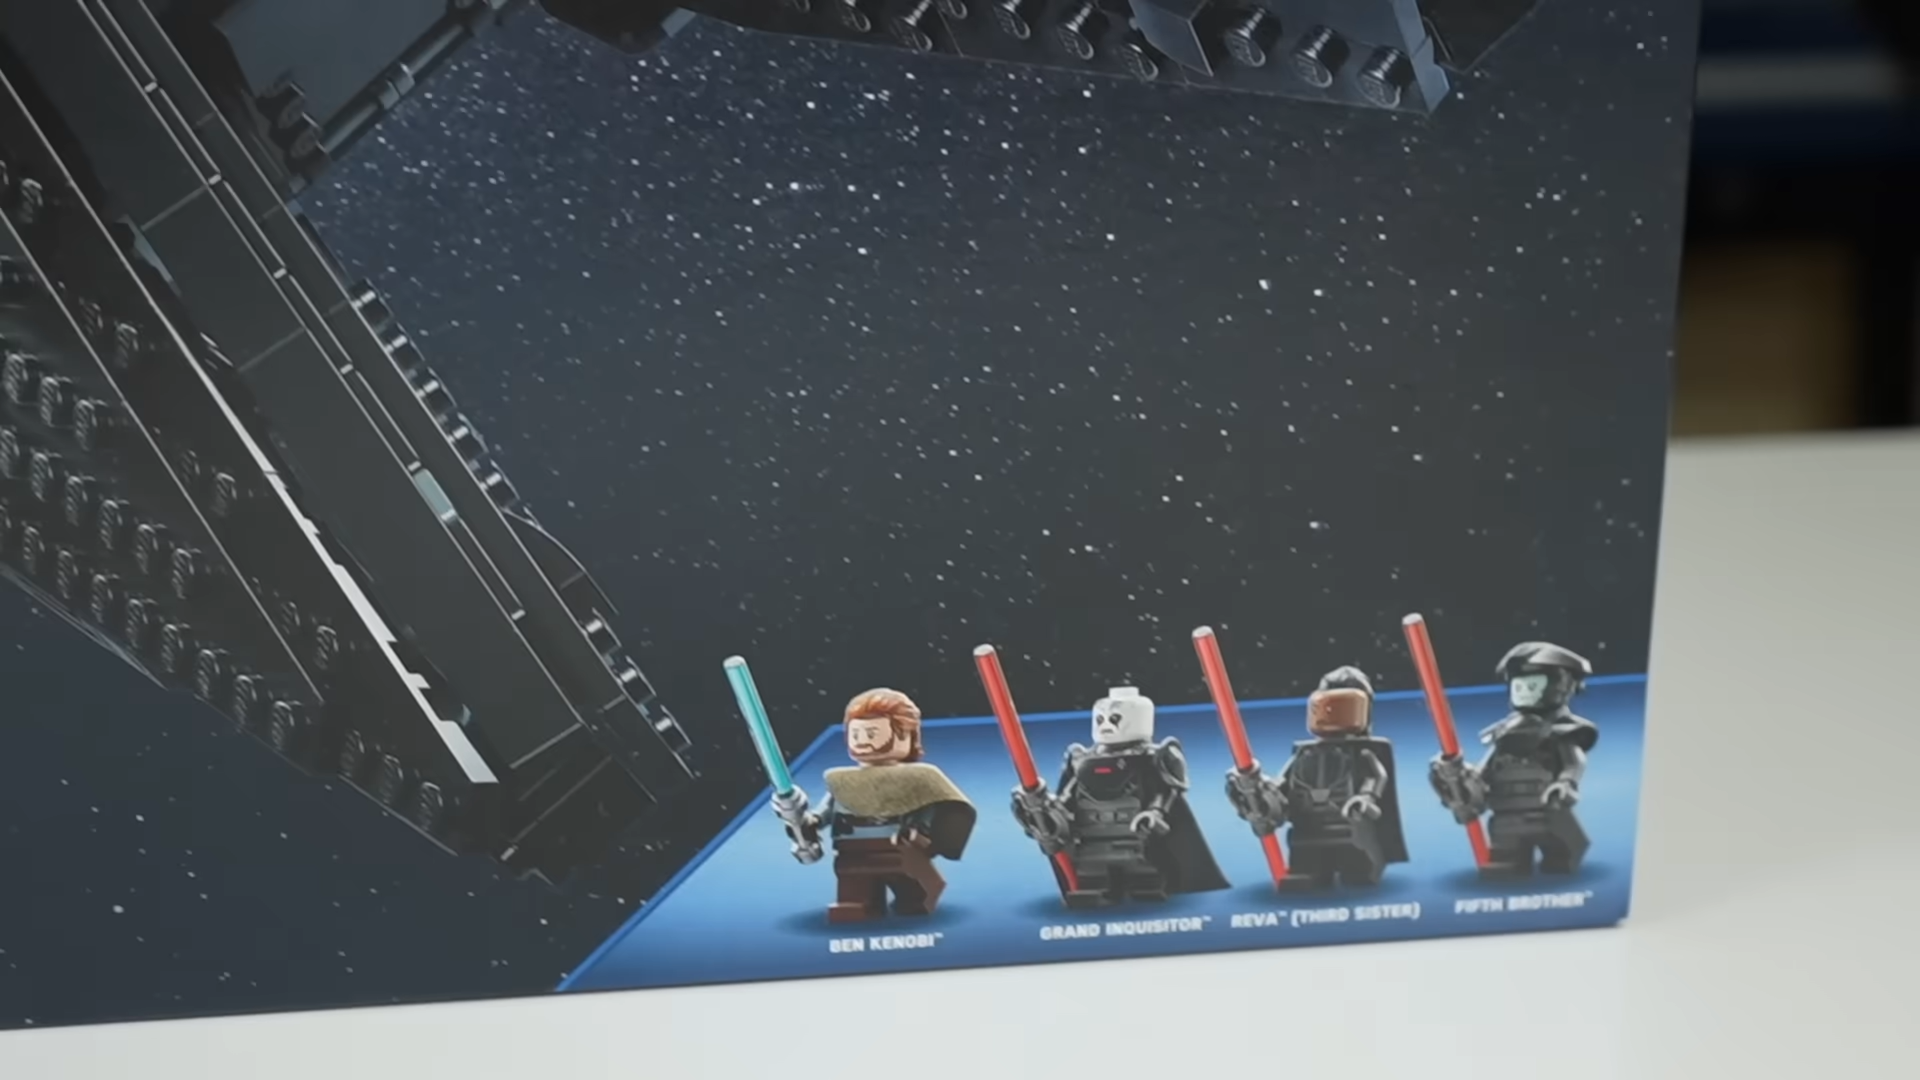 BEN KENOBI™
GRAND INQUISITOR™
REVA™ (THIRD SISTER)
FIFTH BROTHER™